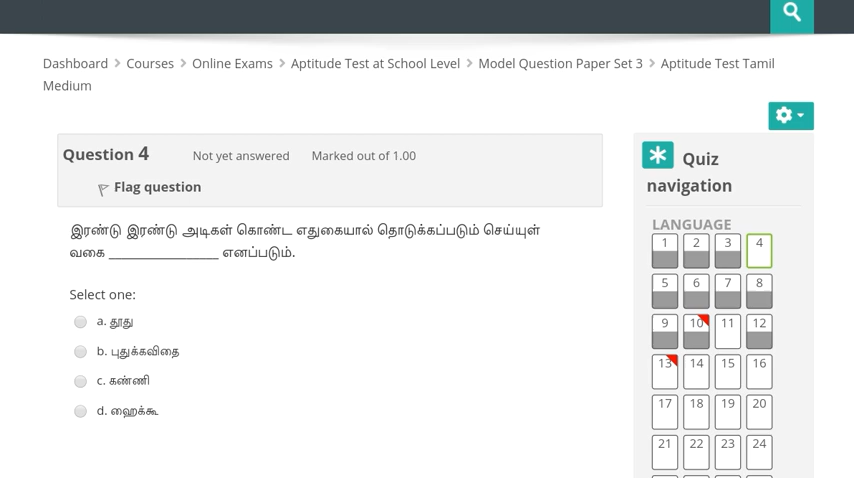 Dashboard > Courses > Online Exams > Aptitude Test at School Level > Model Question Paper Set 3 > Aptitude Test Tamil
Medium
Question 4 Not yet answered Marked out of 1.00
Flag question
இரண்டு இரண்டு அடிகள் கொண்ட எதுகையால் தொடுக்கப்படும் செய்யுள்
வகை _________________ எனப்படும்.
Select one:
a. தூது
b. புதுக்கவிதை
c. கண்ணி
d. ஹைக்கூ
Quiz
navigation
LANGUAGE
1 2 3 4
5 6 7 8
9 10 11 12
13 14 15 16
17 18 19 20
21 22 23 24